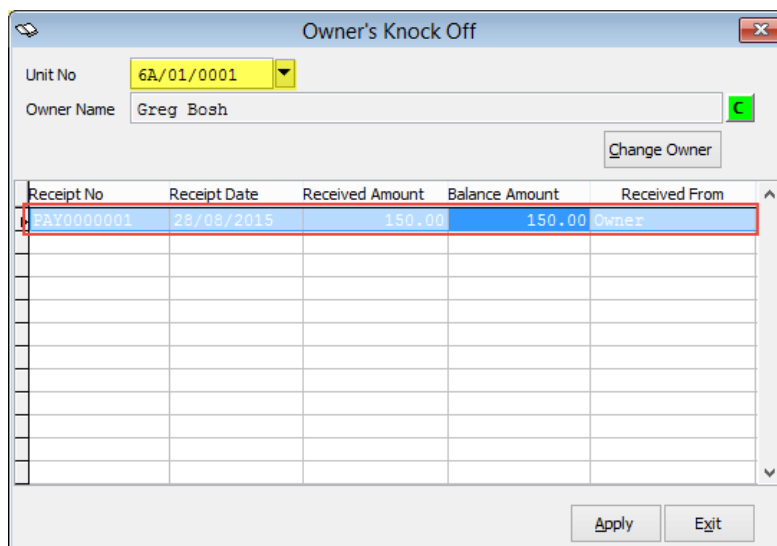 Owner's Knock Off
Unit No 6A/01/0001
Owner Name Greg Bosh C
Change Owner
Receipt No Receipt Date Received Amount Balance Amount Received From
PAY0000001 28/08/2015 150.00 150.00 Owner
Apply Exit